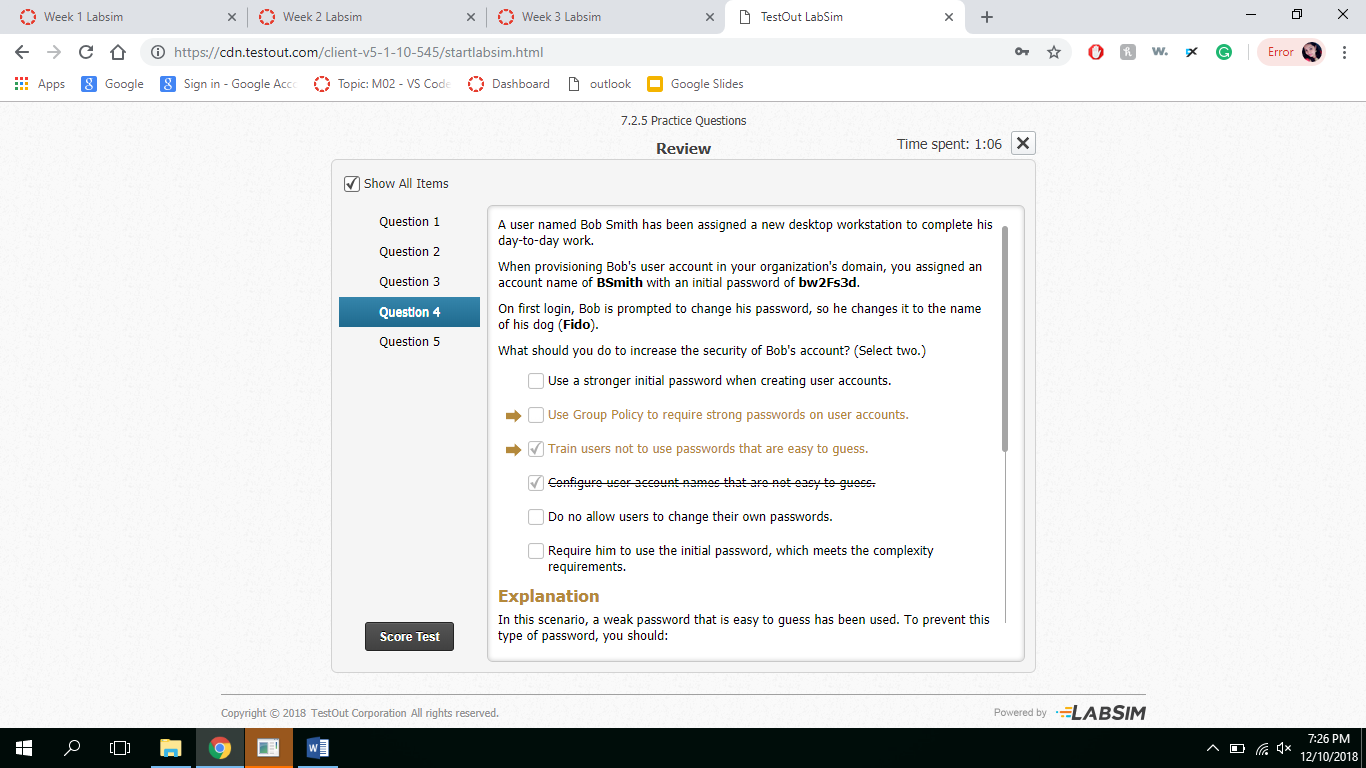 Week 1 Labsim
Week 2 Labsim
Week 3 Labsim
TestOut LabSim
https://cdn.testout.com/client-v5-1-10-545/startlabsim.html
Error
Apps
Google
Sign in - Google Acco
Topic: M02 - VS Code
Dashboard
outlook
Google Slides
7.2.5 Practice Questions
Review
Time spent: 1:06
Show All Items
Question 1
Question 2
Question 3
Question 4
Question 5
Score Test
A user named Bob Smith has been assigned a new desktop workstation to complete his
day-to-day work.
When provisioning Bob's user account in your organization's domain, you assigned an
account name of BSmith with an initial password of bw2Fs3d.
On first login, Bob is prompted to change his password, so he changes it to the name
of his dog (Fido).
What should you do to increase the security of Bob's account? (Select two.)
Use a stronger initial password when creating user accounts.
Use Group Policy to require strong passwords on user accounts.
Train users not to use passwords that are easy to guess.
Configure user account names that are not easy to guess.
Do no allow users to change their own passwords.
Require him to use the initial password, which meets the complexity
requirements.
Explanation
In this scenario, a weak password that is easy to guess has been used. To prevent this
type of password, you should:
Copyright © 2018 TestOut Corporation All rights reserved.
Powered by LABSIM
7:26 PM
12/10/2018